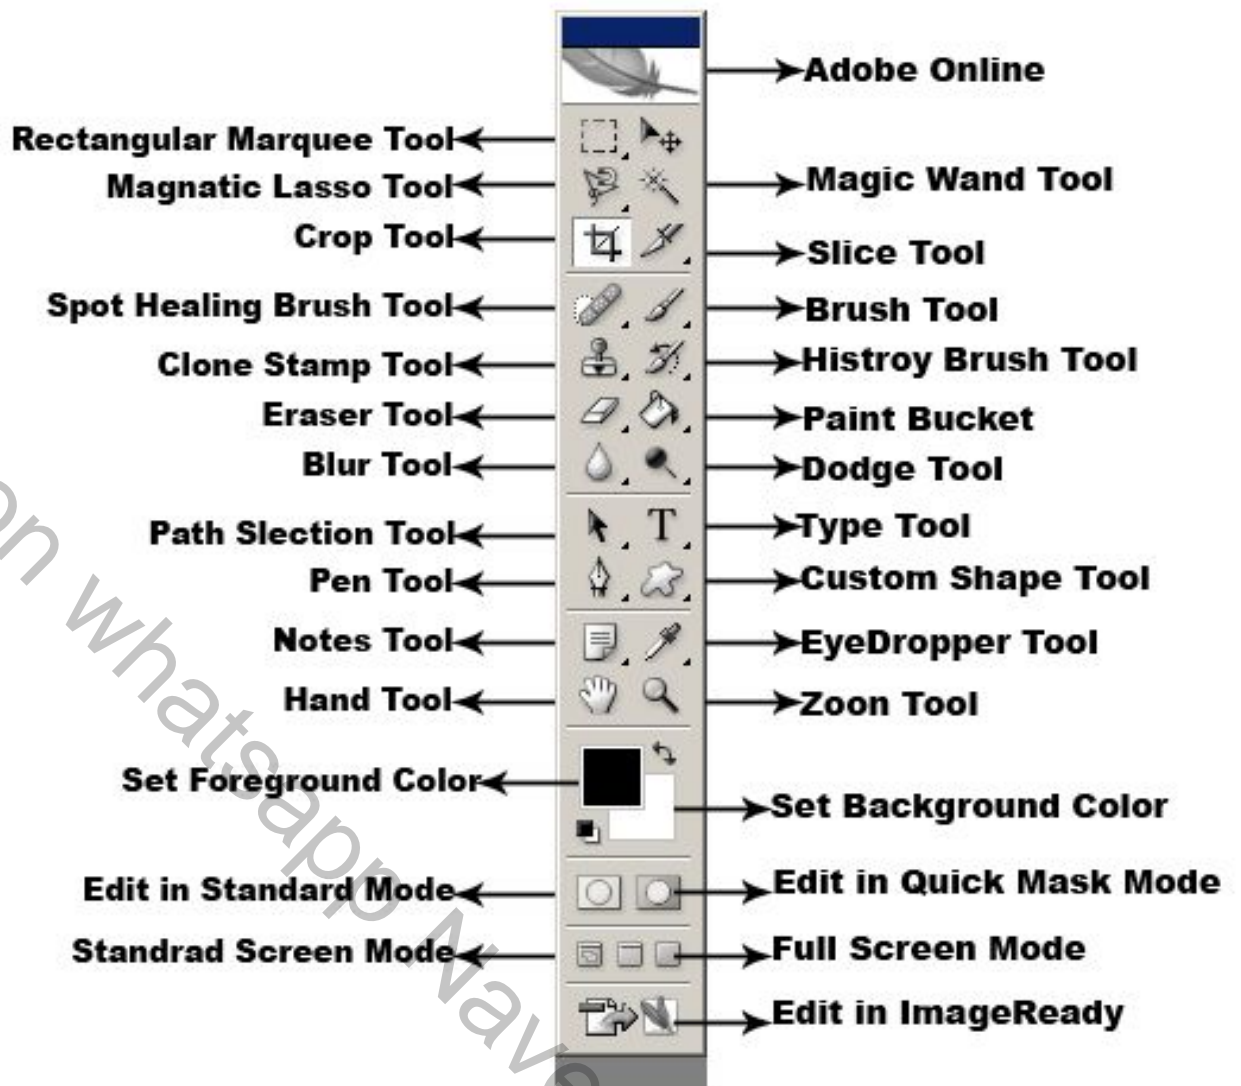 Adobe Online
Rectangular Marquee Tool
Magnatic Lasso Tool
Magic Wand Tool
Crop Tool
Slice Tool
Spot Healing Brush Tool
Brush Tool
Clone Stamp Tool
Histroy Brush Tool
Eraser Tool
Paint Bucket
Blur Tool
Dodge Tool
Path Slection Tool
T
Type Tool
Pen Tool
Custom Shape Tool
Notes Tool
EyeDropper Tool
Hand Tool
Zoon Tool
Set Foreground Color
Set Background Color
Edit in Standard Mode
Edit in Quick Mask Mode
Standrad Screen Mode
Full Screen Mode
Edit in ImageReady
on whatsapp Nave